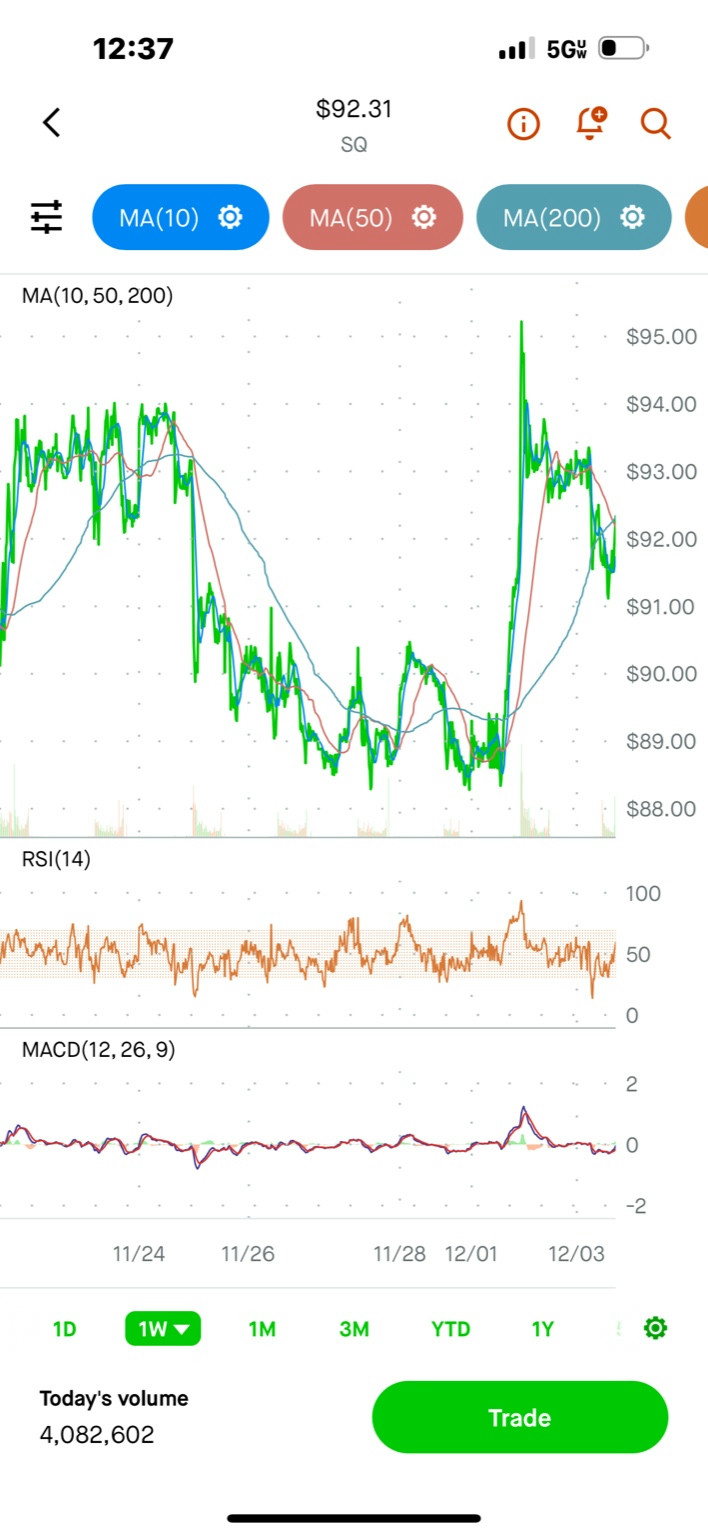 12:37
5GUW
$92.31
SQ
MA(10)
MA(50)
MA(200)
MA(10, 50, 200)
$95.00
$94.00
$93.00
$92.00
$91.00
$90.00
$89.00
$88.00
RSI(14)
100
50
0
MACD(12, 26, 9)
2
0
-2
11/24 11/26 11/28 12/01 12/03
1D 1W 1M 3M YTD 1Y
Today's volume
4,082,602
Trade